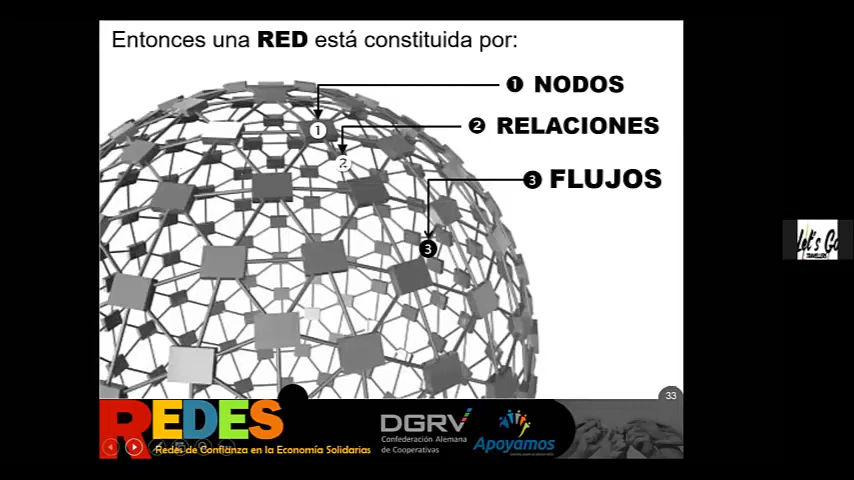 Entonces una RED está constituida por:
❶ NODOS
❷ RELACIONES
❸ FLUJOS
1
2
3
33
REDES
Redes de Confianza en la Economía Solidarias
DGRV
Confederación Alemana
de Cooperativas
Apoyamos
let's Go
TRAVELLERS